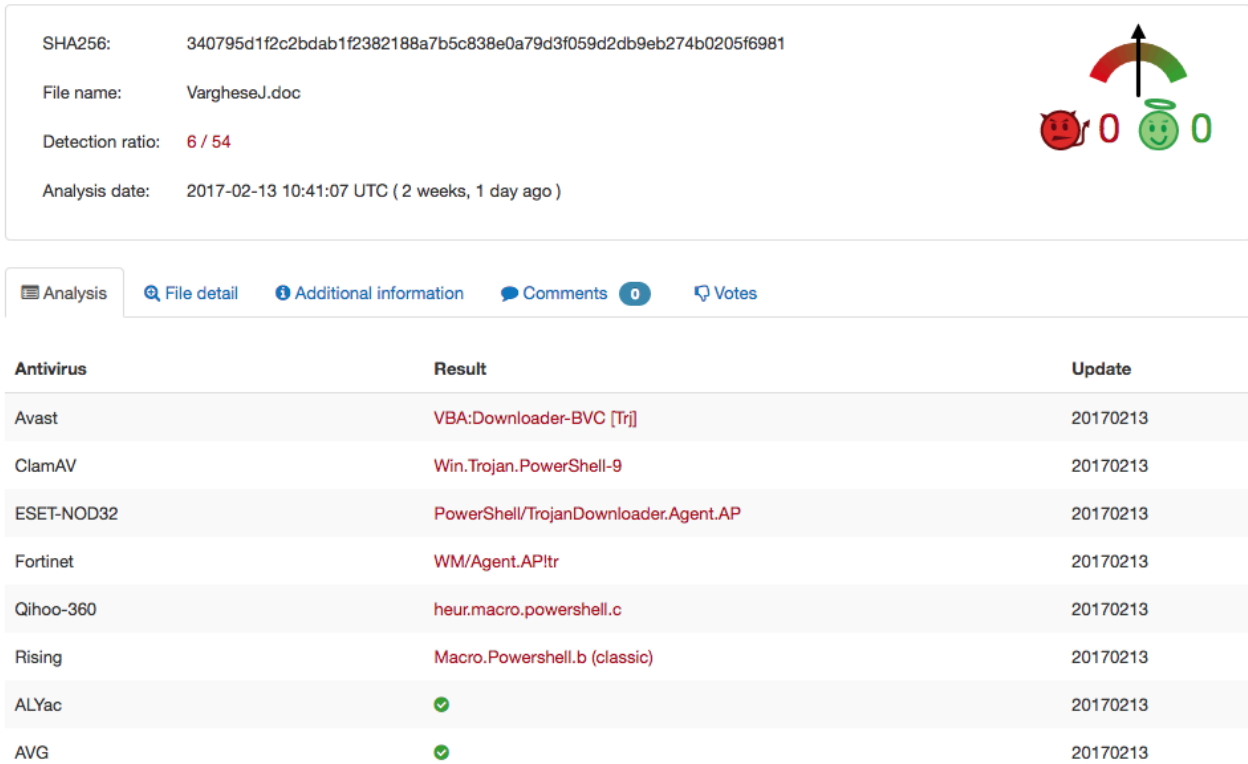 SHA256: 340795d1f2c2bdab1f2382188a7b5c838e0a79d3f059d2db9eb274b0205f6981
File name: VargheseJ.doc
Detection ratio: 6 / 54
0 0
Analysis date: 2017-02-13 10:41:07 UTC ( 2 weeks, 1 day ago )
Analysis File detail Additional information Comments 0 Votes
Antivirus Result Update
Avast VBA:Downloader-BVC [Trj] 20170213
ClamAV Win.Trojan.PowerShell-9 20170213
ESET-NOD32 PowerShell/TrojanDownloader.Agent.AP 20170213
Fortinet WM/Agent.AP!tr 20170213
Qihoo-360 heur.macro.powershell.c 20170213
Rising Macro.Powershell.b (classic) 20170213
ALYac 20170213
AVG 20170213